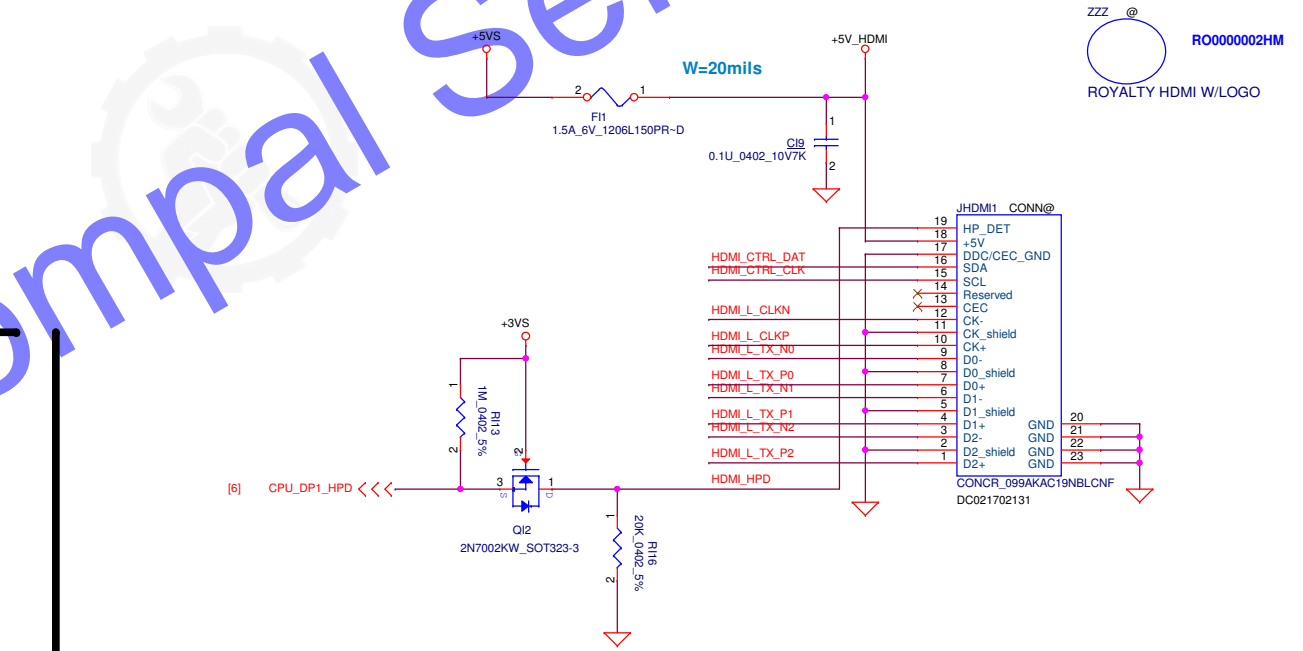 ZZZ @
RO0000002HM
ROYALTY HDMI W/LOGO
+5VS
+5V_HDMI
W=20mils
2
1
FI1
1.5A_6V_1206L150PR~D
1
CI9
0.1U_0402_10V7K
2
JHDMI1 CONN@
19 HP_DET
18 +5V
17 DDC/CEC_GND
HDMI_CTRL_DAT 16 SDA
HDMI_CTRL_CLK 15 SCL
14 Reserved
13 CEC
HDMI_L_CLKN 12 CK-
11 CK_shield
HDMI_L_CLKP 10 CK+
HDMI_L_TX_N0 9 D0-
8 D0_shield
HDMI_L_TX_P0 7 D0+
HDMI_L_TX_N1 6 D1-
5 D1_shield
HDMI_L_TX_P1 4 D1+ GND 20
HDMI_L_TX_N2 3 D2- GND 21
2 D2_shield GND 22
HDMI_L_TX_P2 1 D2+ GND 23
CONCR_099AKAC19NBLCNF
DC021702131
HDMI_HPD
+3VS
1
RI13
1M_0402_5%
2
2
[6] CPU_DP1_HPD
3
S
1
D
QI2
2N7002KW_SOT323-3
1
RI16
20K_0402_5%
2
ompal Se